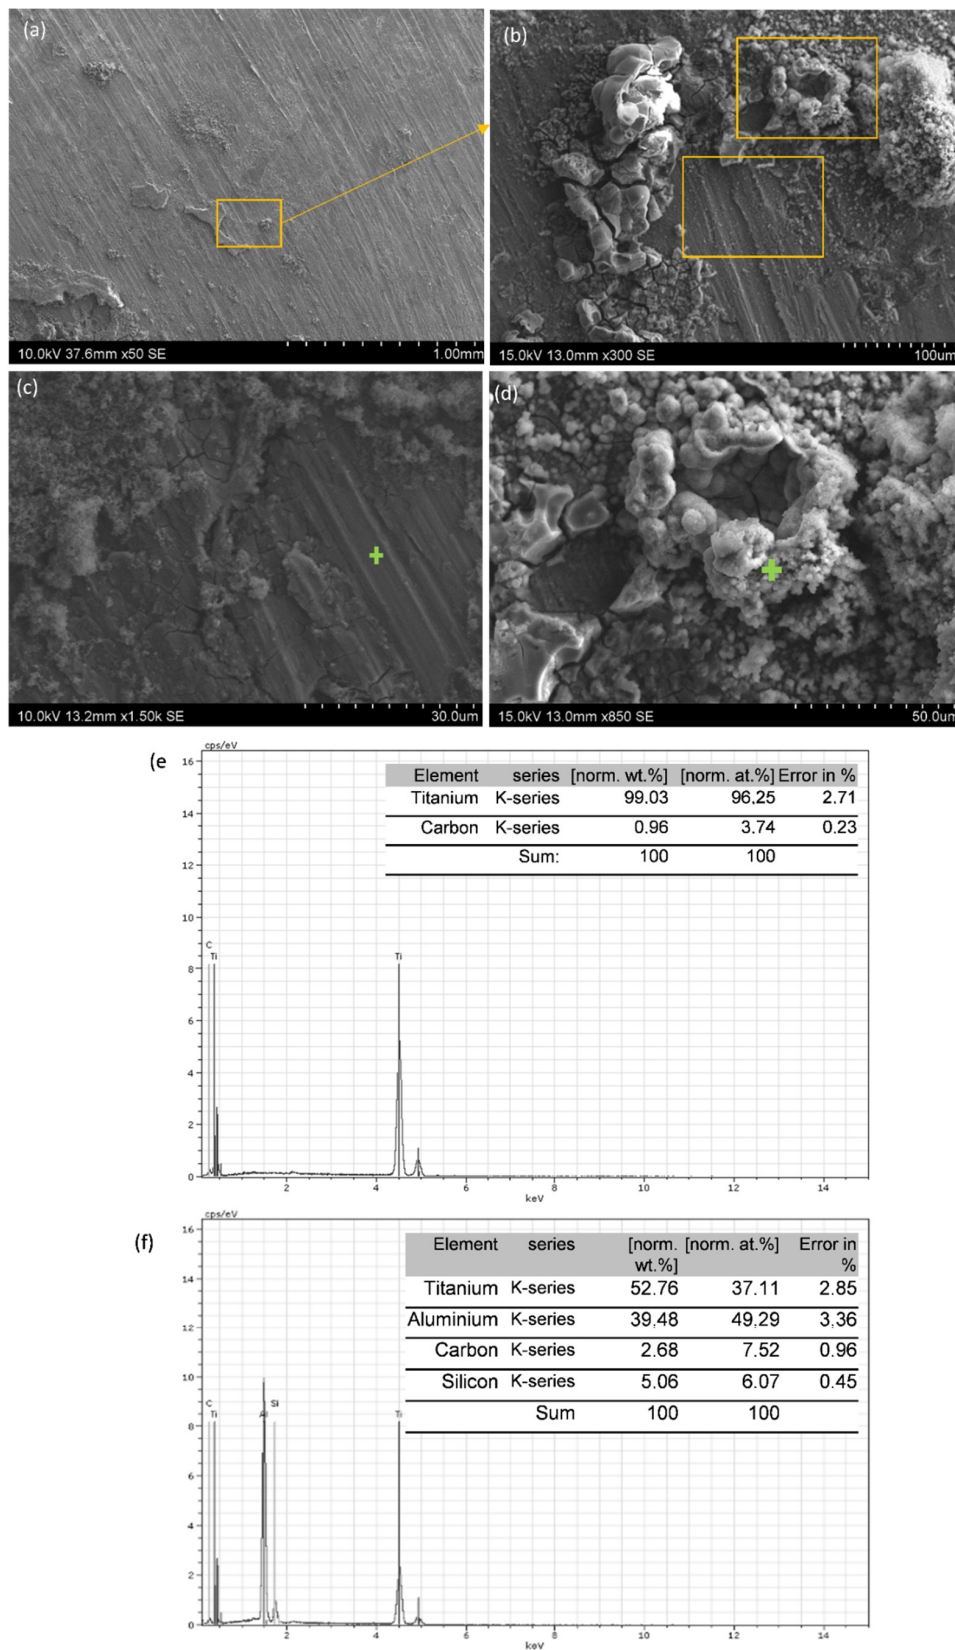 (a)
10.0kV 37.6mm x50 SE
1.00mm
(b)
15.0kV 13.0mm x300 SE
100um
(c)
10.0kV 13.2mm x1.50k SE
30.0um
(d)
15.0kV 13.0mm x850 SE
50.0um
(e
cps/eV
Element series [norm. wt.%] [norm. at.%] Error in %
Titanium K-series 99.03 96.25 2.71
Carbon K-series 0.96 3.74 0.23
Sum: 100 100
16
14
12
10
8
6
4
2
0
C
Ti
Ti
2 4 6 8 10 12 14
keV
(f)
cps/eV
Element series [norm. wt.%] [norm. at.%] Error in %
Titanium K-series 52.76 37.11 2.85
Aluminium K-series 39.48 49.29 3.36
Carbon K-series 2.68 7.52 0.96
Silicon K-series 5.06 6.07 0.45
Sum 100 100
16
14
12
10
8
6
4
2
0
C
Si
Ti
Al
Ti
2 4 6 8 10 12 14
keV